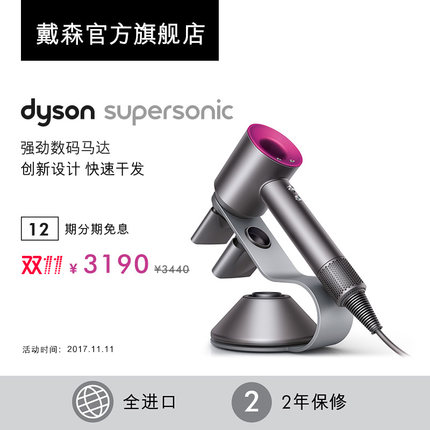 戴森官方旗舰店
dyson supersonic
强劲数码马达
创新设计 快速干发
12 期分期免息
双11 ¥ 3190 ¥3440
活动时间：2017.11.11
全进口 2 2年保修